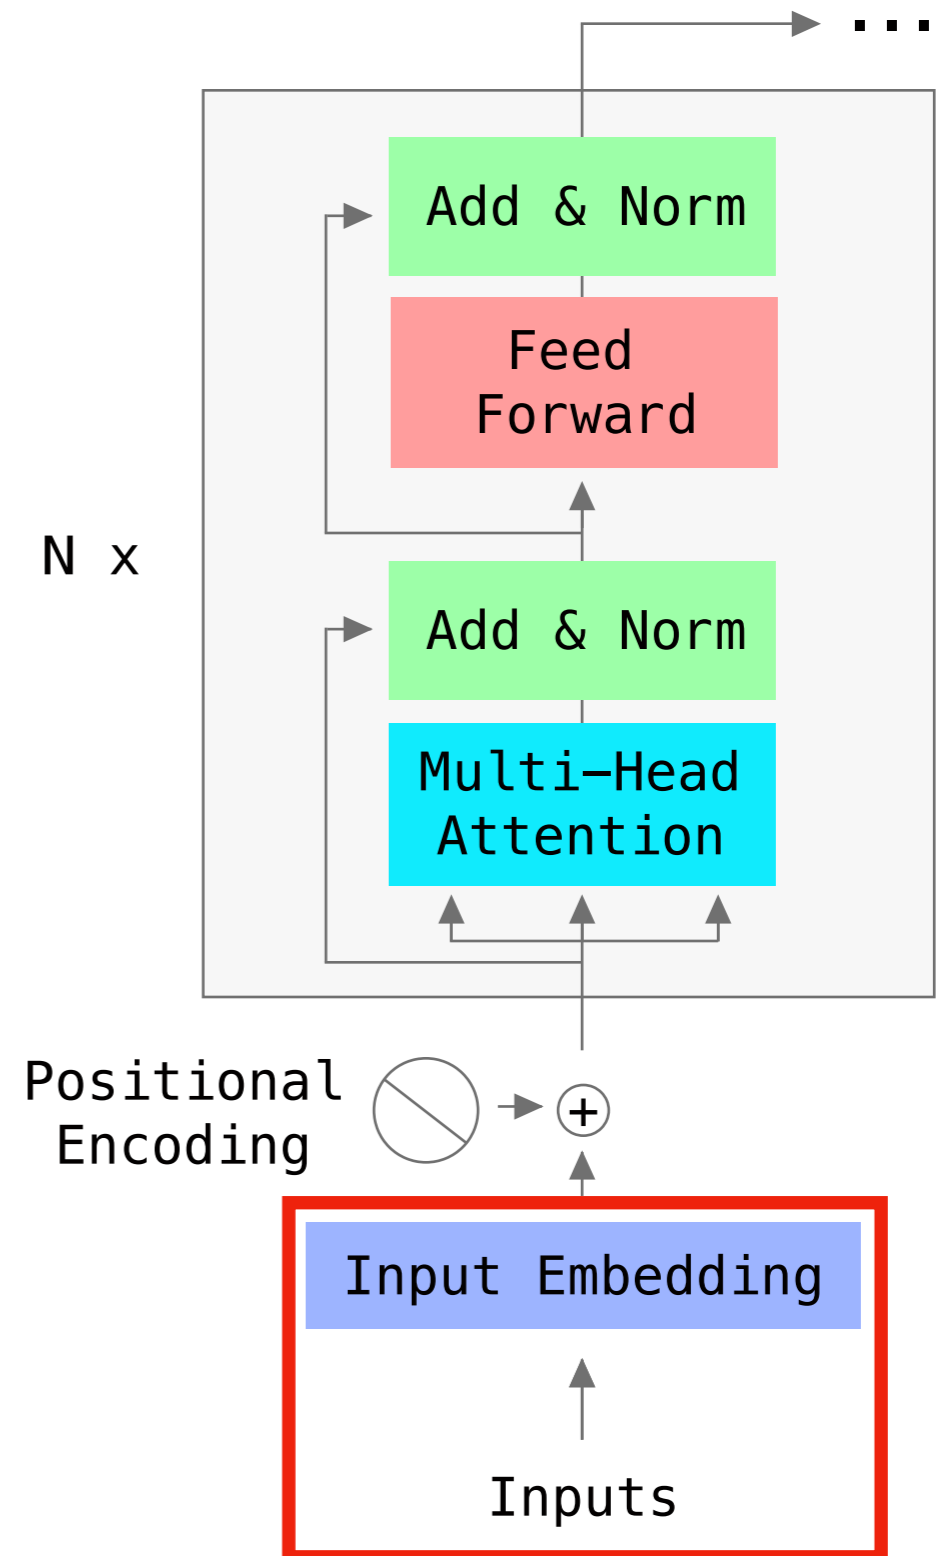 ...
Add & Norm
Feed
Forward
N x
Add & Norm
Multi-Head
Attention
Positional
Encoding
+
Input Embedding
Inputs